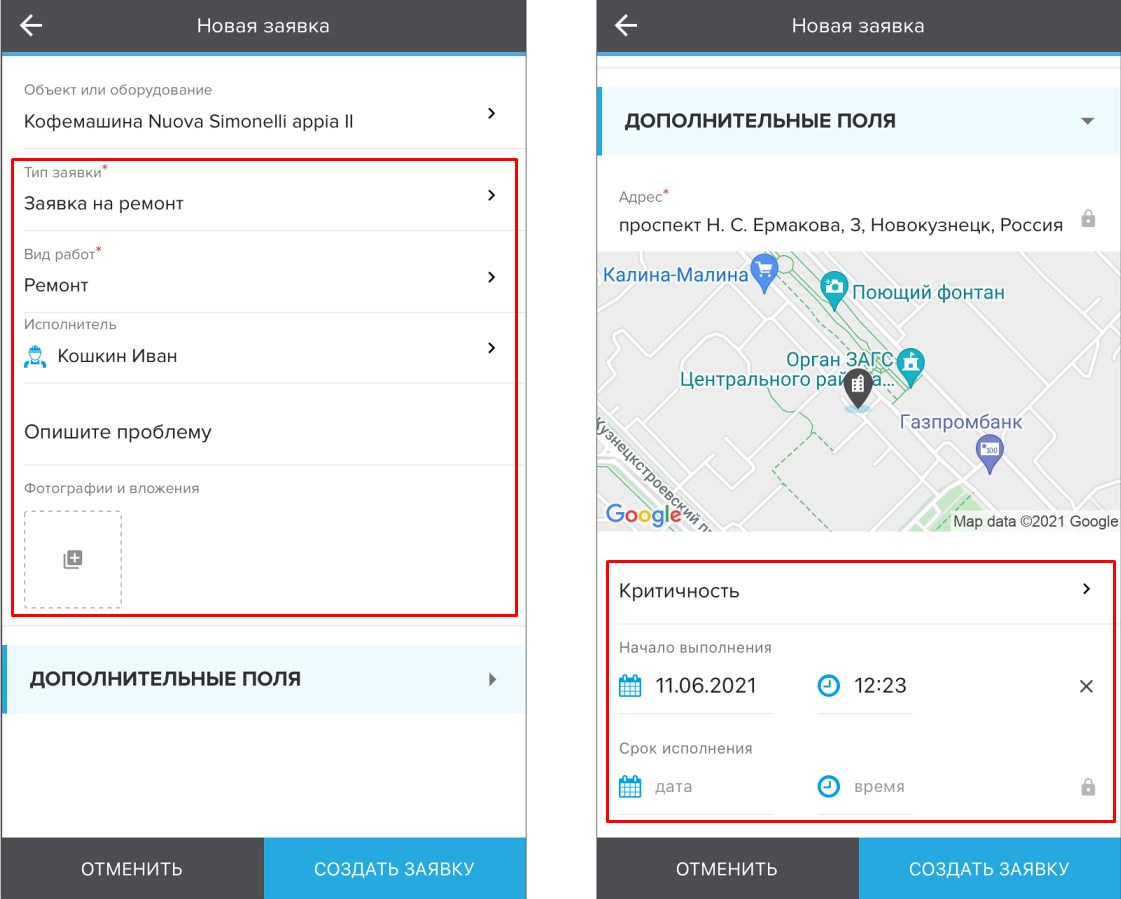 Новая заявка
Объект или оборудование
Кофемашина Nuova Simonelli appia II
Тип заявки*
Заявка на ремонт
Вид работ*
Ремонт
Исполнитель
Кошкин Иван
Опишите проблему
Фотографии и вложения
ДОПОЛНИТЕЛЬНЫЕ ПОЛЯ
ОТМЕНИТЬ
СОЗДАТЬ ЗАЯВКУ
Новая заявка
ДОПОЛНИТЕЛЬНЫЕ ПОЛЯ
Адрес*
проспект Н. С. Ермакова, 3, Новокузнецк, Россия
Калина-Малина
Поющий фонтан
Орган ЗАГС
Центрального рай
а...
Газпромбанк
Кузнецкстроевский п
Google
Map data ©2021 Google
Критичность
Начало выполнения
11.06.2021
12:23
Срок исполнения
дата
время
ОТМЕНИТЬ
СОЗДАТЬ ЗАЯВКУ